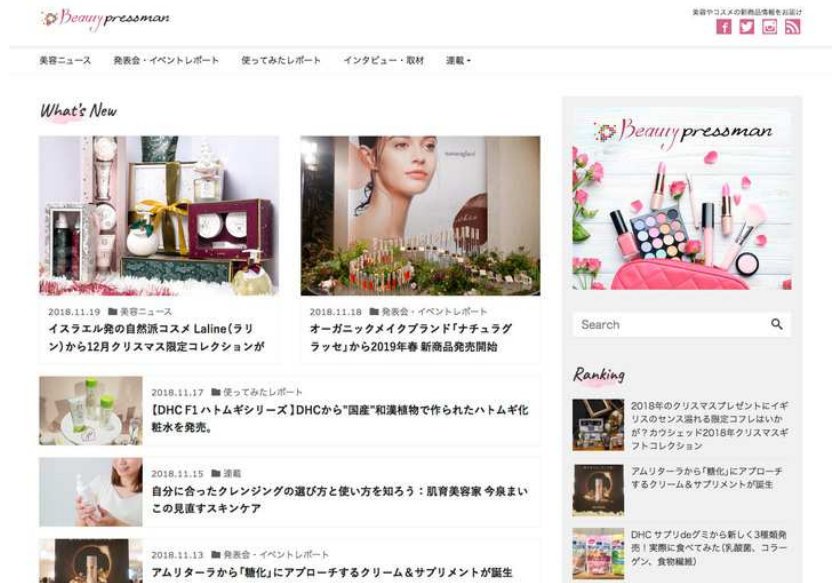 Beautypressman
美容やコスメの新商品情報をお届け
美容ニュース 発表会・イベントレポート 使ってみたレポート インタビュー・取材 連載
What's New
2018.11.19 美容ニュース
イスラエル発の自然派コスメ Laline(ラリ
ン)から12月クリスマス限定コレクションが
2018.11.18 発表会・イベントレポート
オーガニックメイクブランド「ナチュラグ
ラッセ」から2019年春 新商品発売開始
2018.11.17 使ってみたレポート
【DHC F1 ハトムギシリーズ 】DHCから"国産"和漢植物で作られたハトムギ化
粧水を発売。
2018.11.15 連載
自分に合ったクレンジングの選び方と使い方を知ろう:肌育美容家 今泉まい
この見直すスキンケア
2018.11.13 発表会・イベントレポート
アムリターラから「糖化」にアプローチするクリーム&サプリメントが誕生
Beautypressman
Search
Ranking
2018年のクリスマスプレゼントにイギ
リスのセンス溢れる限定コフレはいか
が?カウシェッド2018年クリスマスギ
フトコレクション
アムリターラから「糖化」にアプローチ
するクリーム&サプリメントが誕生
DHC サプリdeグミから新しく3種類発
売!実際に食べてみた(乳酸菌、コラー
ゲン、食物繊維)